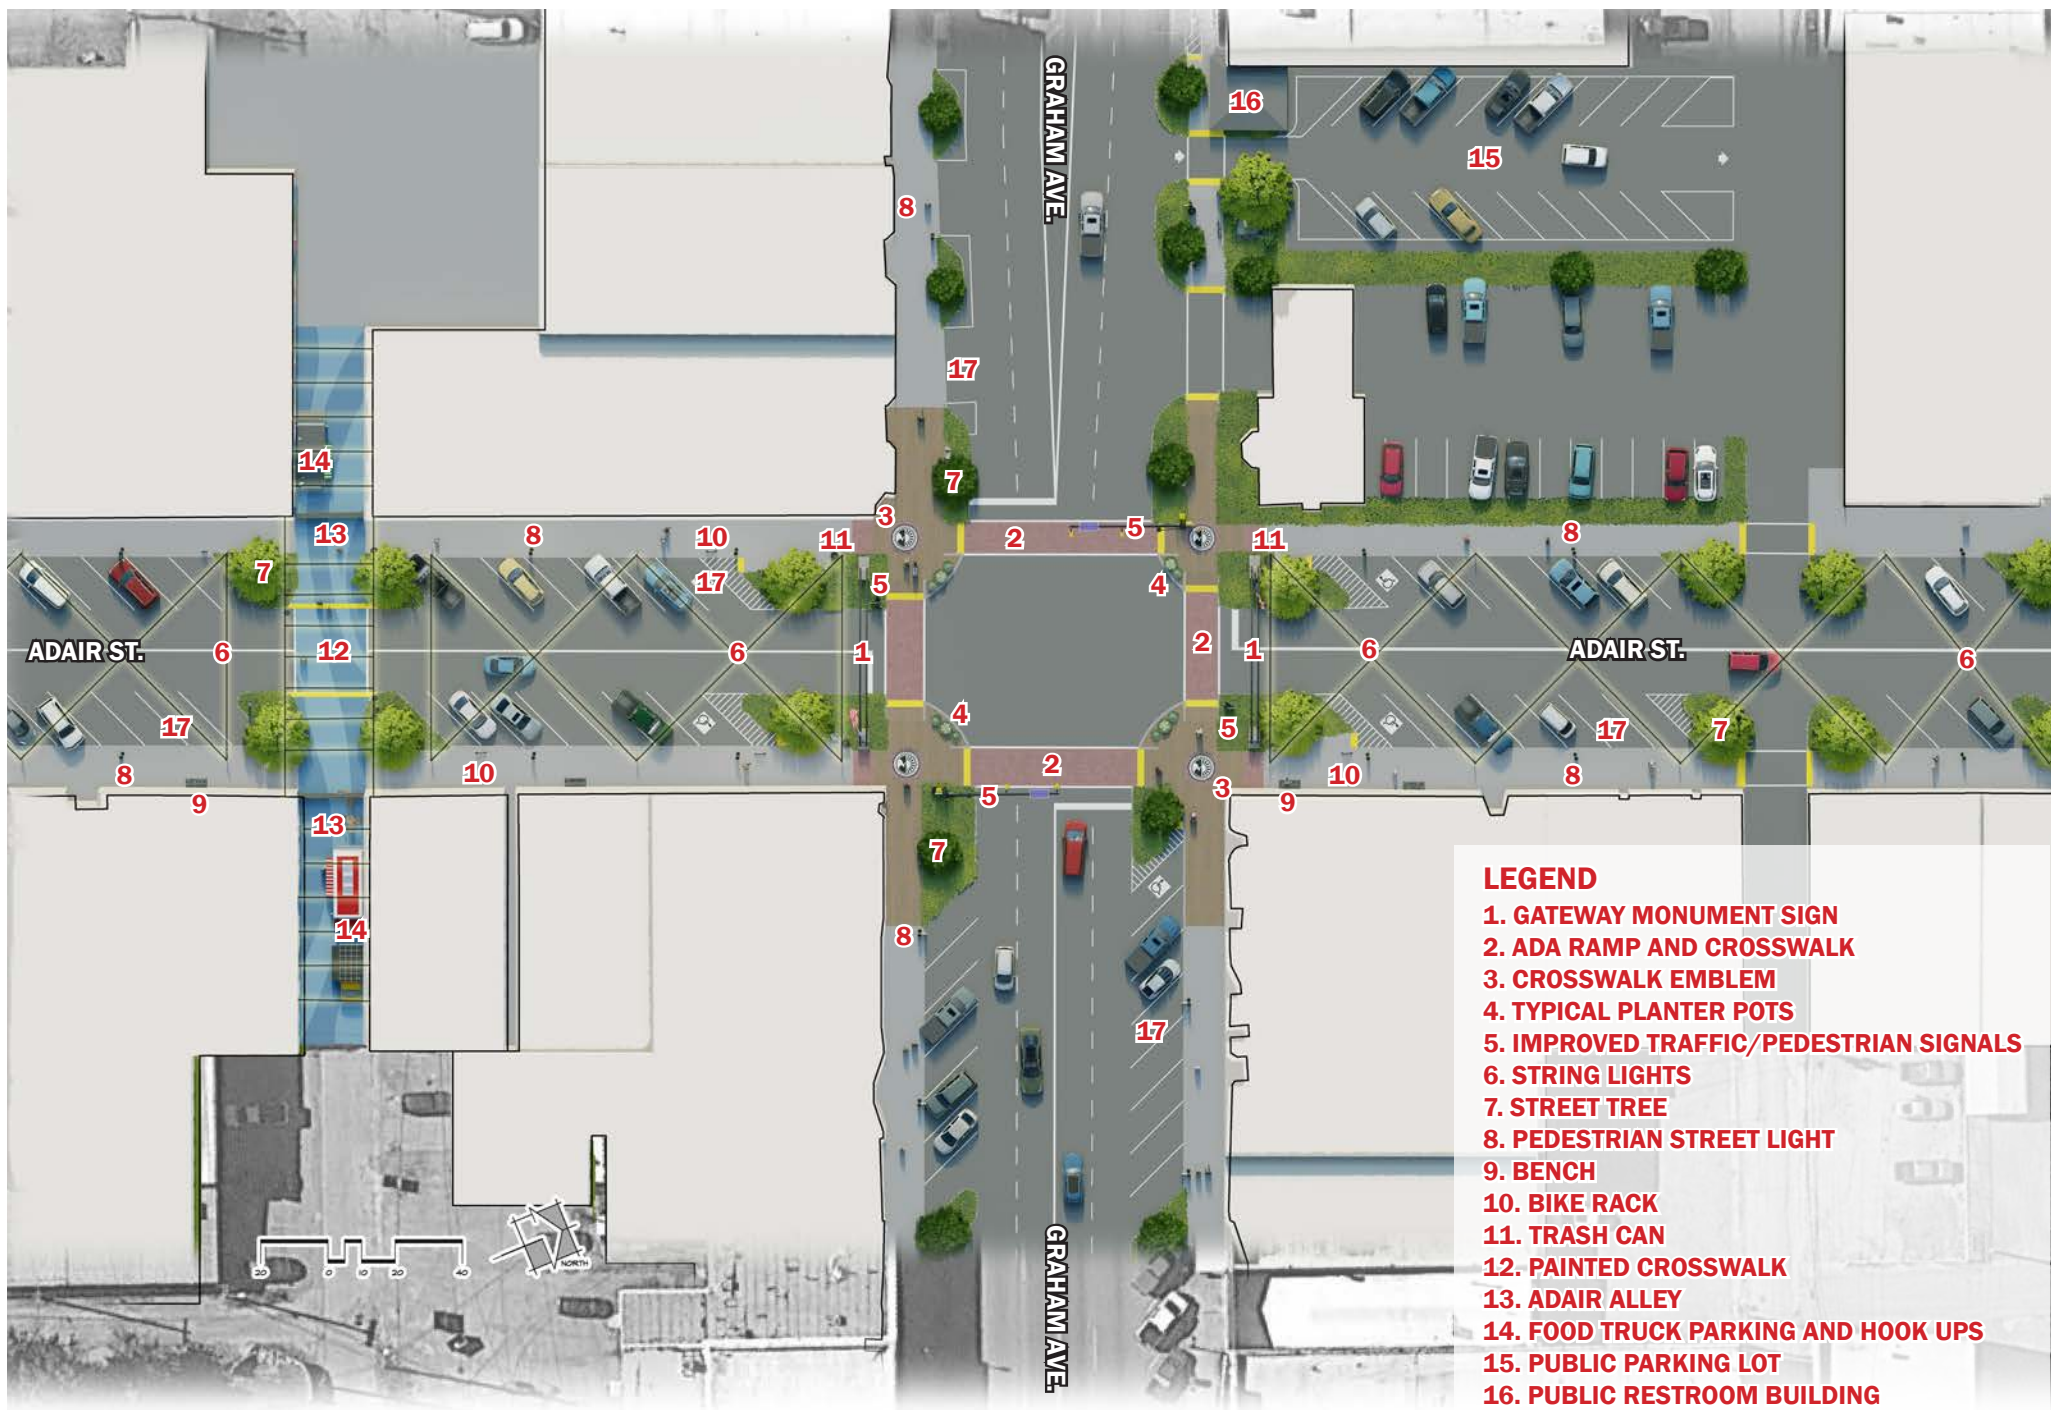 GRAHAM AVE.
16
15
8
17
14
7
3
13
8
10
11
2
5
11
8
7
17
5
4
ADAIR ST.
6
12
6
1
2
1
6
ADAIR ST.
6
17
4
5
17
7
8
10
2
3
10
8
9
5
9
13
7
14
8
17
20
0
10
20
40
NORTH
GRAHAM AVE.
LEGEND
1. GATEWAY MONUMENT SIGN
2. ADA RAMP AND CROSSWALK
3. CROSSWALK EMBLEM
4. TYPICAL PLANTER POTS
5. IMPROVED TRAFFIC/PEDESTRIAN SIGNALS
6. STRING LIGHTS
7. STREET TREE
8. PEDESTRIAN STREET LIGHT
9. BENCH
10. BIKE RACK
11. TRASH CAN
12. PAINTED CROSSWALK
13. ADAIR ALLEY
14. FOOD TRUCK PARKING AND HOOK UPS
15. PUBLIC PARKING LOT
16. PUBLIC RESTROOM BUILDING